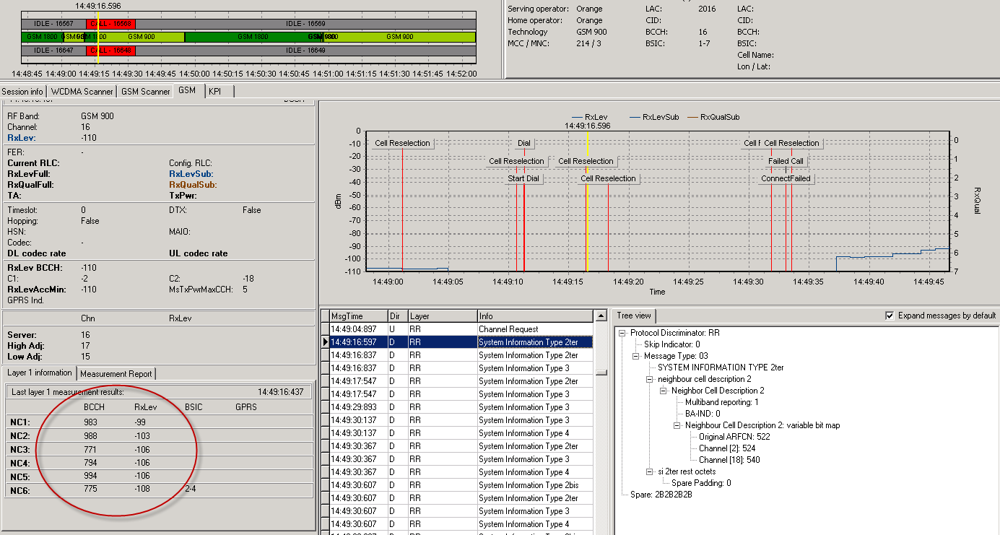 14:49:16.596
IDLE - 16567 CALL - 16568 IDLE - 16569
GSM 1800 GSM 900 GSM 1800 GSM 900
IDLE - 16647 CALL - 16648 IDLE - 16649
14:48:45 14:49:00 14:49:15 14:49:30 14:49:45 14:50:00 14:50:15 14:50:30 14:50:45 14:51:00 14:51:15 14:51:30 14:51:45 14:52:00
Serving operator: Orange LAC: 2016 LAC:
Home operator: Orange CID: CID:
Technology GSM 900 BCCH: 16 BCCH:
MCC / MNC: 214 / 3 BSIC: 1-7 BSIC:
Cell Name:
Lon / Lat:
Session info WCDMA Scanner GSM Scanner GSM KPI
RF Band: GSM 900
Channel: 16
RxLev: -110
FER: -
Current RLC: Config. RLC:
RxLevFull: RxLevSub:
RxQualFull: RxQualSub:
TA: TxPwr:
Timeslot: 0 DTX: False
Hopping: False
HSN: MAIO:
Codec: -
DL codec rate UL codec rate
RxLev BCCH: -110
C1: -2 C2: -18
RxLevAccMin: -110 MsTxPwrMaxCCH: 5
GPRS Ind.
Chn RxLev
Server: 16
High Adj: 17
Low Adj: 15
Layer 1 information Measurement Report
Last layer 1 measurement results: 14:49:16:437
BCCH RxLev BSIC GPRS
NC1: 983 -99
NC2: 988 -103
NC3: 771 -106
NC4: 794 -106
NC5: 994 -106
NC6: 775 -108 2-4
RxLev RxLevSub RxQualSub
14:49:16.596
Cell Reselection Dial Cell R Cell Reselection
Cell Reselection Cell Reselection Failed Call
Start Dial Cell Reselection ConnectFailed
0
-10
-20
-30
-40
-50
-60
-70
-80
-90
-100
-110
dBm
0
1
2
3
4
5
6
7
RxQual
14:49:00 14:49:05 14:49:10 14:49:15 14:49:20 14:49:25 14:49:30 14:49:35 14:49:40 14:49:45
Time
MsgTime Dir Layer Info
14:49:04:897 U RR Channel Request
14:49:16:597 D RR System Information Type 2ter
14:49:16:837 D RR System Information Type 2ter
14:49:16:837 D RR System Information Type 3
14:49:17:547 D RR System Information Type 2ter
14:49:17:547 D RR System Information Type 3
14:49:29:893 D RR System Information Type 3
14:49:30:137 D RR System Information Type 3
14:49:30:137 D RR System Information Type 4
14:49:30:367 D RR System Information Type 2ter
14:49:30:367 D RR System Information Type 3
14:49:30:367 D RR System Information Type 4
14:49:30:607 D RR System Information Type 2bis
14:49:30:607 D RR System Information Type 2ter
14:49:30:607 D RR System Information Type 3
14:49:30:607 D RR System Information Type 4
Tree view Expand messages by default
Protocol Discriminator: RR
Skip Indicator: 0
Message Type: 03
SYSTEM INFORMATION TYPE 2ter
neighbour cell description 2
Neighbor Cell Description 2
Multiband reporting: 1
BA-IND: 0
Neighbour Cell Description 2: variable bit map
Original ARFCN: 522
Channel [2]: 524
Channel [18]: 540
si 2ter rest octets
Spare Padding: 0
Spare: 2B2B2B2B